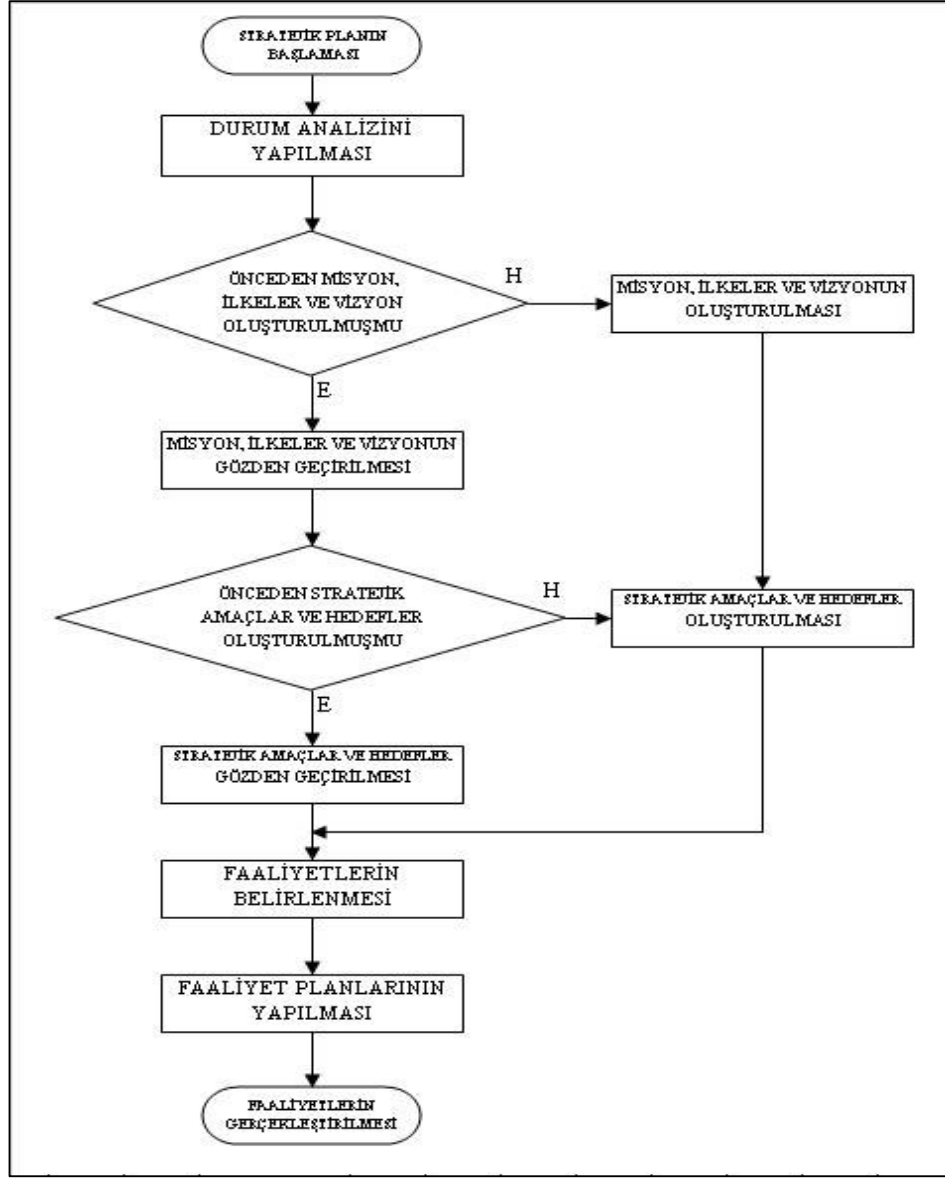 STRATEJİK PLANIN
BAŞLAMASI
DURUM ANALİZİNİ
YAPILMASI
ÖNCEDEN MİSYON,
İLKELER VE VİZYON
OLUŞTURULMUŞMU
H
MİSYON, İLKELER VE VİZYONUN
OLUŞTURULMASI
E
MİSYON, İLKELER VE VİZYONUN
GÖZDEN GEÇİRİLMESİ
ÖNCEDEN STRATEJİK
AMAÇLAR VE HEDEFLER
OLUŞTURULMUŞMU
H
STRATEJİK AMAÇLAR VE HEDEFLER
OLUŞTURULMASI
E
STRATEJİK AMAÇLAR VE HEDEFLER
GÖZDEN GEÇİRİLMESİ
FAALİYETLERİN
BELİRLENMESİ
FAALİYET PLANLARININ
YAPILMASI
FAALİYETLERİN
GERÇEKLEŞTİRİLMESİ